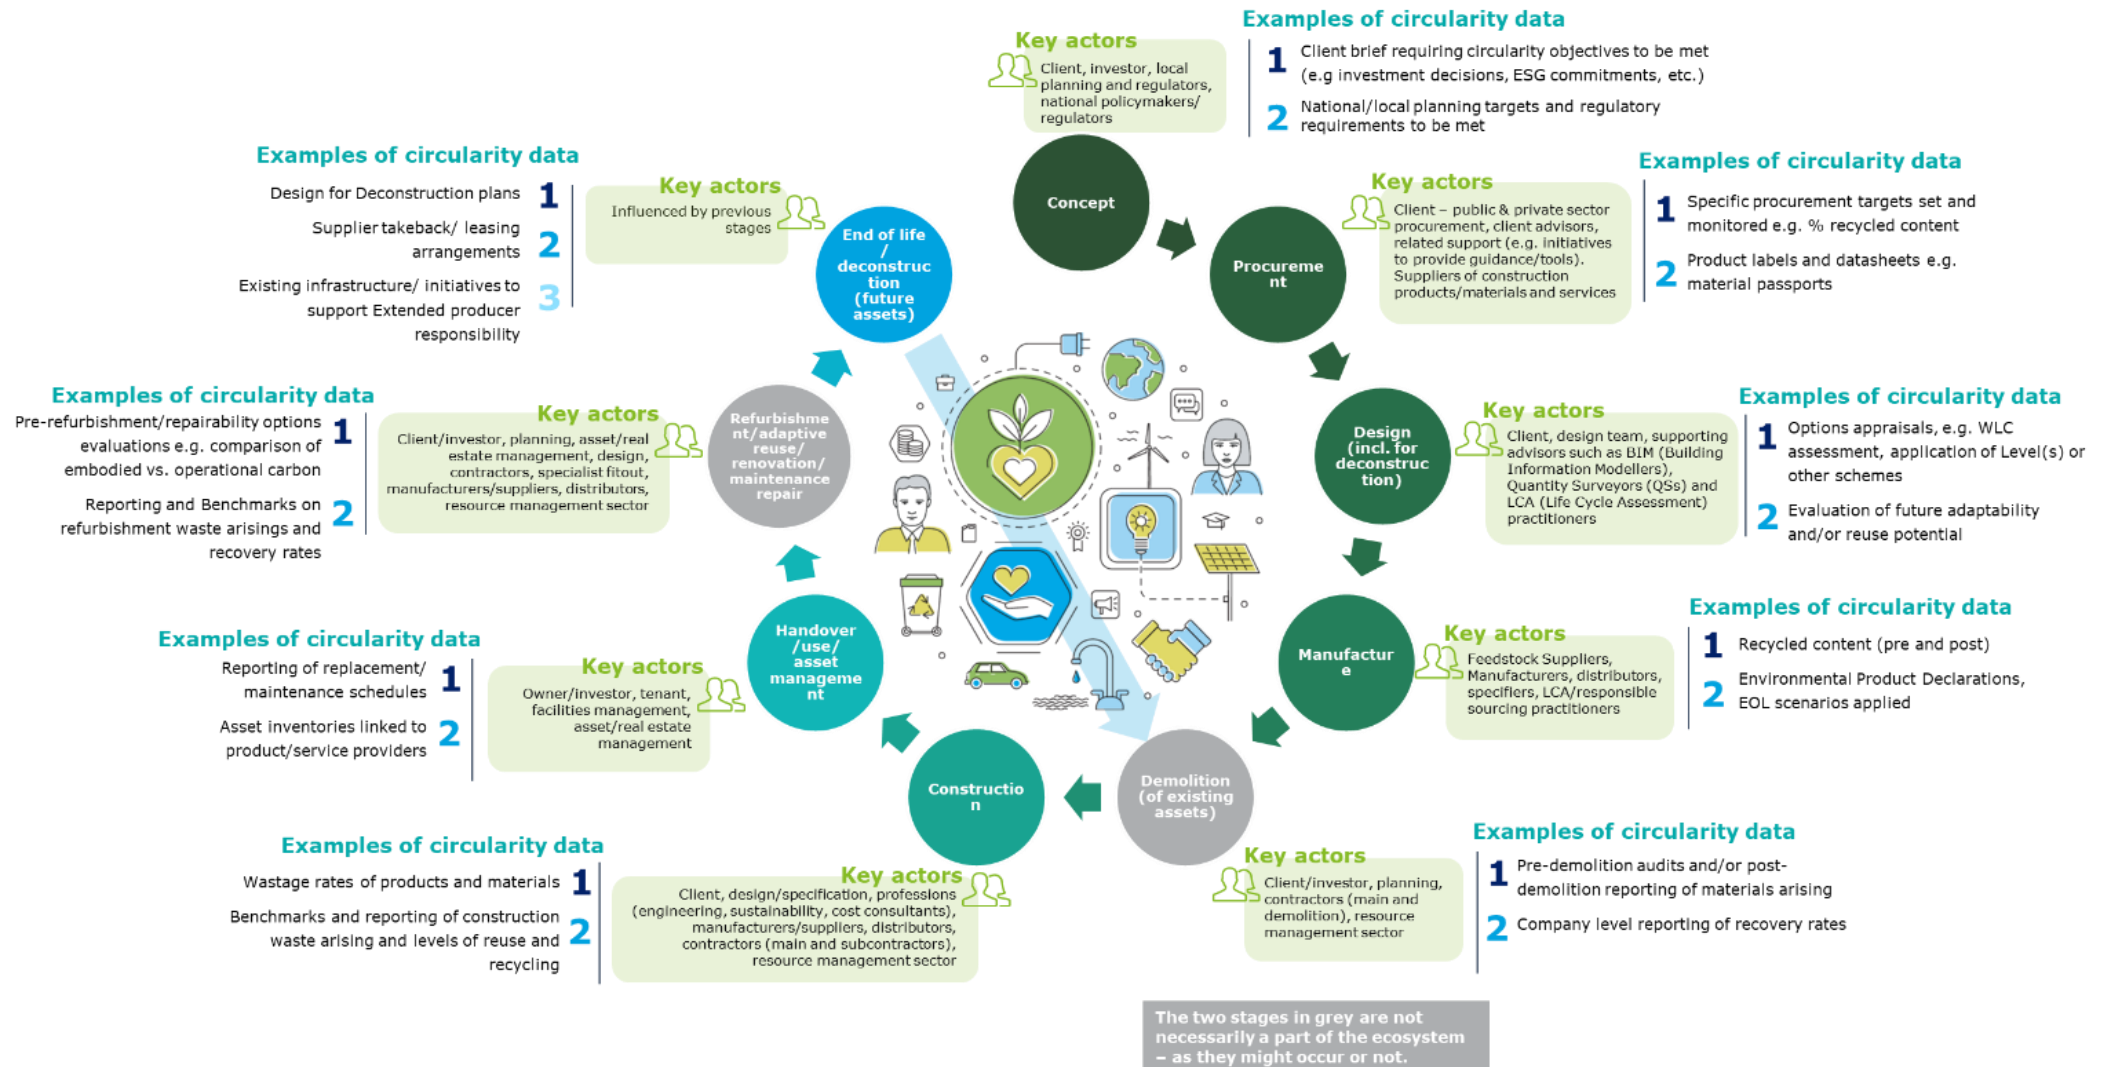 Examples of circularity data
Key actors
Client, investor, local
planning and regulators,
national policymakers/
regulators
1
Client brief requiring circularity objectives to be met
(e.g investment decisions, ESG commitments, etc.)
2
National/local planning targets and regulatory
requirements to be met
Concept
Examples of circularity data
Key actors
Client – public & private sector
procurement, client advisors,
related support (e.g. initiatives
to provide guidance/tools).
Suppliers of construction
products/materials and services
1
Specific procurement targets set and
monitored e.g. % recycled content
2
Product labels and datasheets e.g.
material passports
Procureme
nt
Examples of circularity data
Key actors
Client, design team, supporting
advisors such as BIM (Building
Information Modellers),
Quantity Surveyors (QSs) and
LCA (Life Cycle Assessment)
practitioners
1
Options appraisals, e.g. WLC
assessment, application of Level(s) or
other schemes
2
Evaluation of future adaptability
and/or reuse potential
Design
(incl. for
deconstruc
tion)
Examples of circularity data
Key actors
Feedstock Suppliers,
Manufacturers, distributors,
specifiers, LCA/responsible
sourcing practitioners
1
Recycled content (pre and post)
2
Environmental Product Declarations,
EOL scenarios applied
Manufactur
e
Examples of circularity data
Key actors
Client/investor, planning,
contractors (main and
demolition), resource
management sector
1
Pre-demolition audits and/or post-
demolition reporting of materials arising
2
Company level reporting of recovery rates
Demolition
(of existing
assets)
Examples of circularity data
Wastage rates of products and materials
1
Benchmarks and reporting of construction
waste arising and levels of reuse and
recycling
2
Key actors
Client, design/specification, professions
(engineering, sustainability, cost consultants),
manufacturers/suppliers, distributors,
contractors (main and subcontractors),
resource management sector
Constructio
n
Examples of circularity data
Reporting of replacement/
maintenance schedules
1
Asset inventories linked to
product/service providers
2
Key actors
Owner/investor, tenant,
facilities management,
asset/real estate
management
Handover
/use/
asset
manageme
nt
Examples of circularity data
Pre-refurbishment/repairability options
evaluations e.g. comparison of
embodied vs. operational carbon
1
Reporting and Benchmarks on
refurbishment waste arisings and
recovery rates
2
Key actors
Client/investor, planning, asset/real
estate management, design,
contractors, specialist fitout,
manufacturers/suppliers, distributors,
resource management sector
Refurbishme
nt/adaptive
reuse/
renovation/
maintenance
repair
Examples of circularity data
Design for Deconstruction plans
1
Supplier takeback/ leasing
arrangements
2
Existing infrastructure/ initiatives to
support Extended producer
responsibility
3
Key actors
Influenced by previous
stages
End of life
/
deconstruc
tion
(future
assets)
The two stages in grey are not
necessarily a part of the ecosystem
– as they might occur or not.